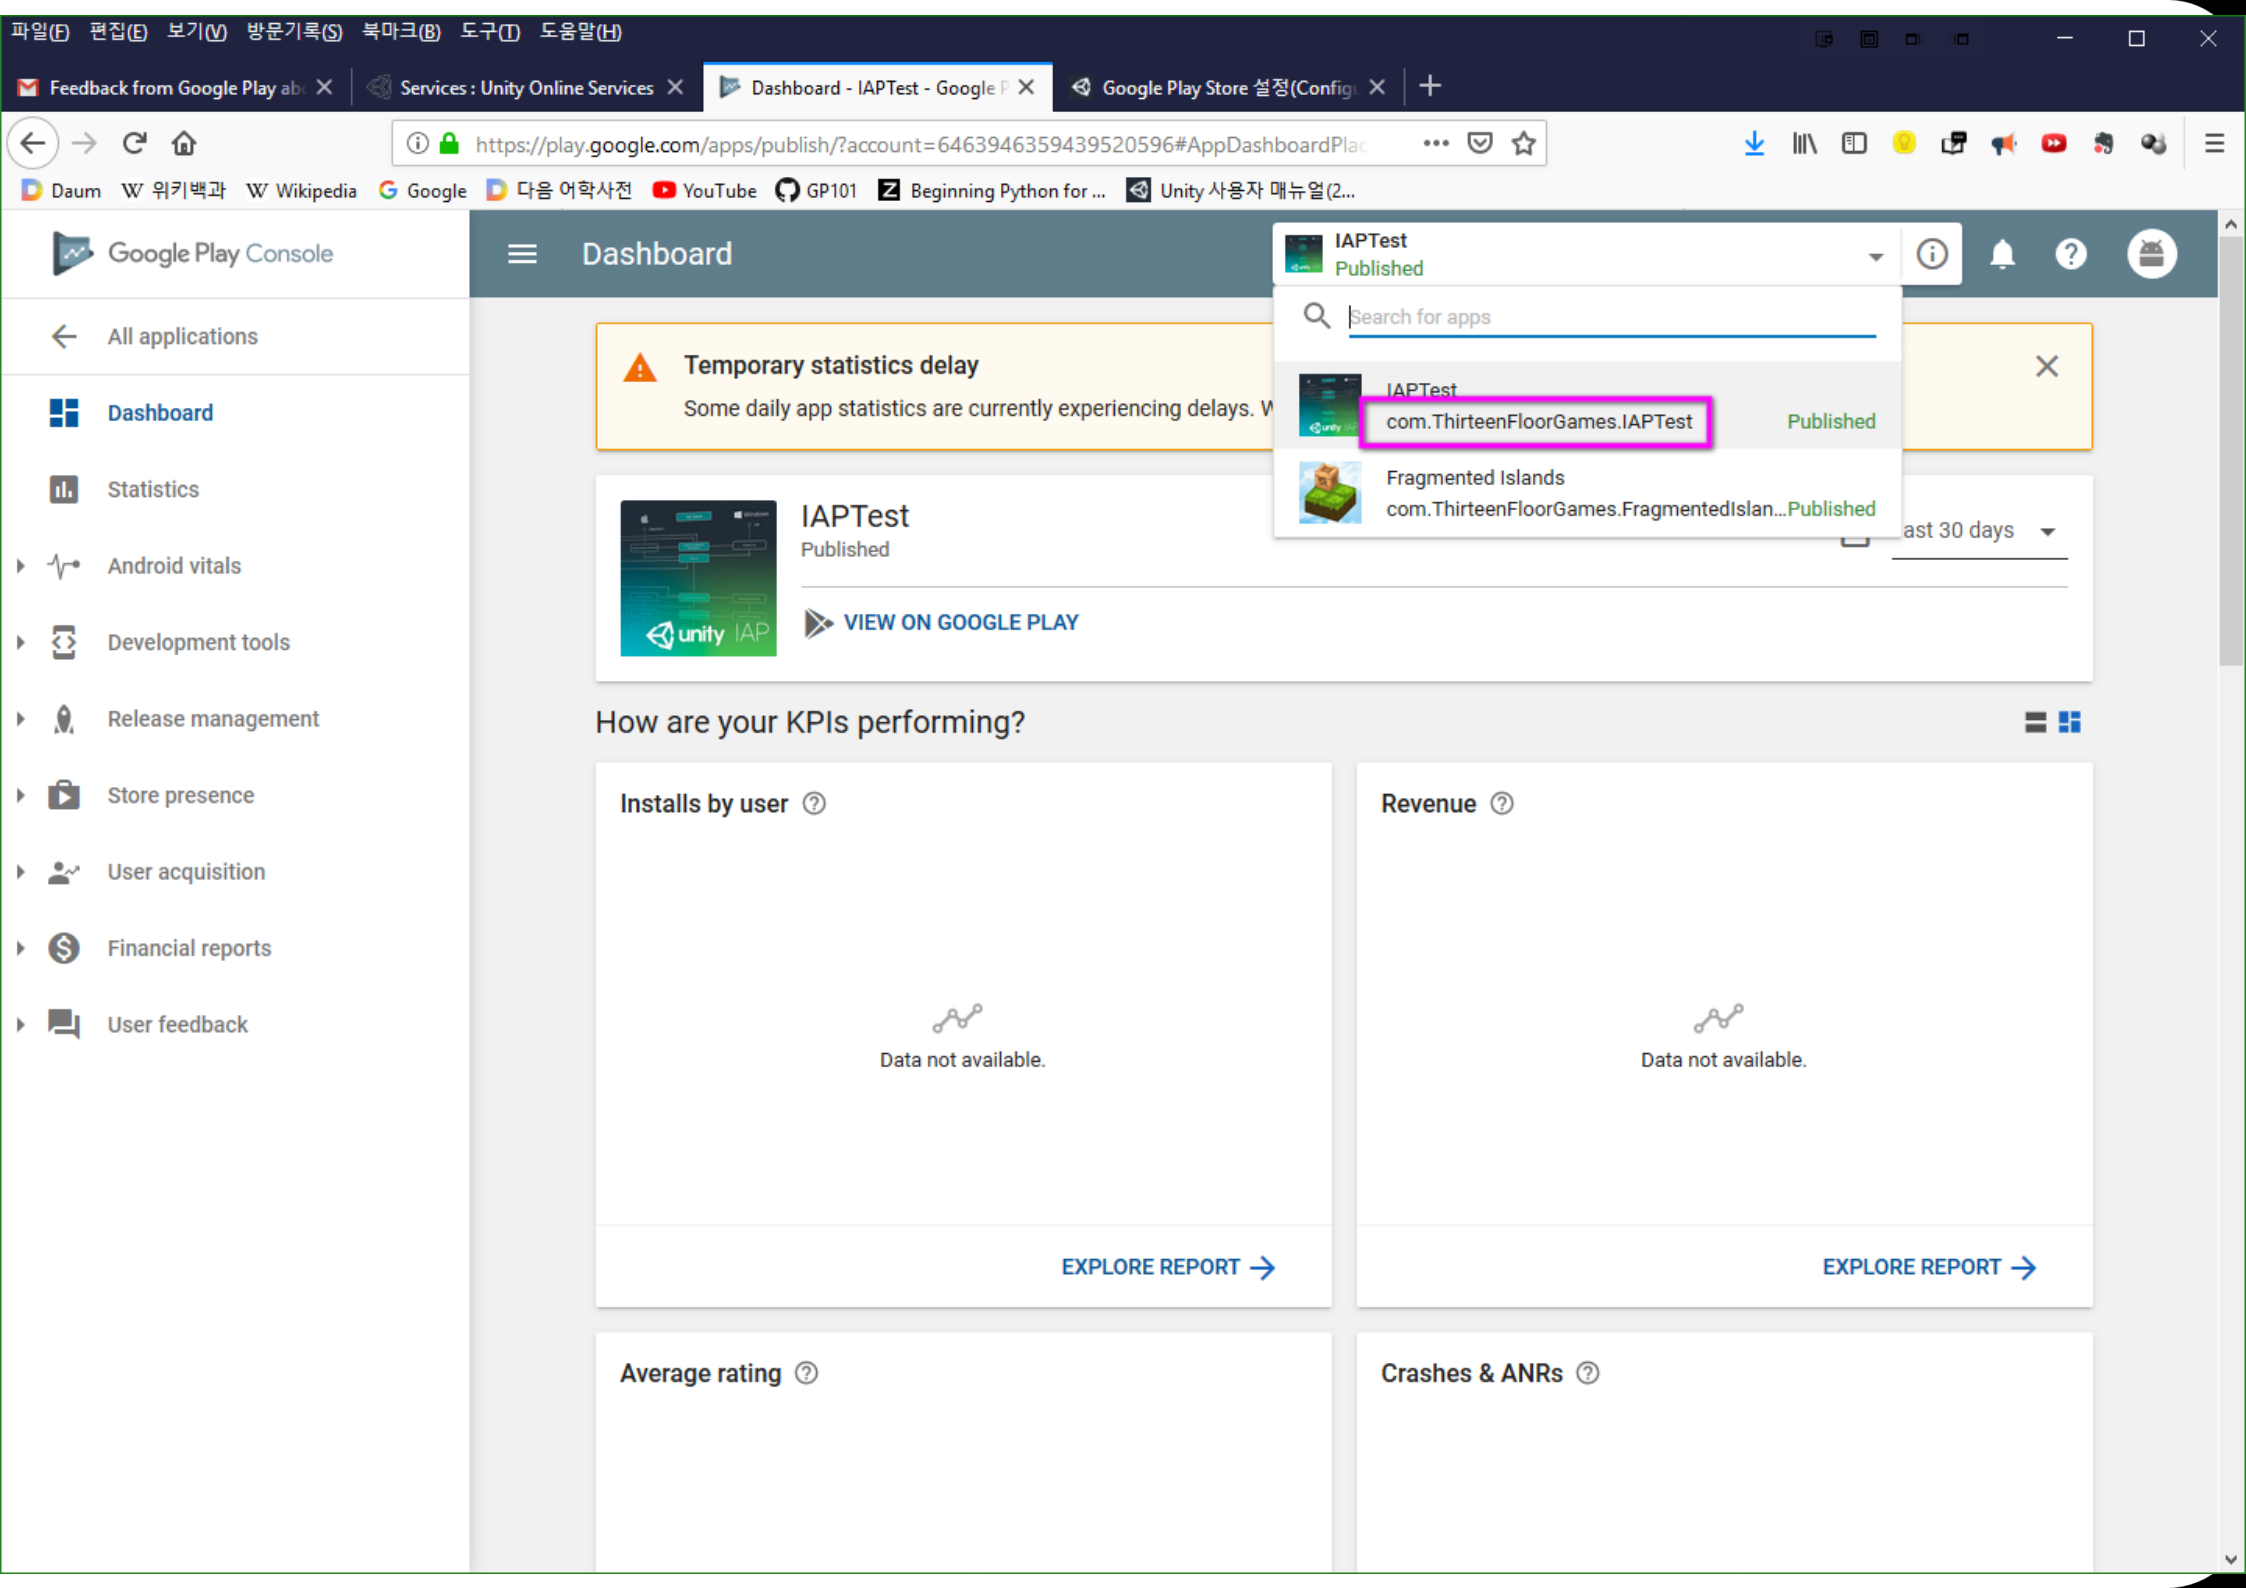 파일(F) 편집(E) 보기(V) 방문기록(S) 북마크(B) 도구(T) 도움말(H)
Feedback from Google Play ab
Services : Unity Online Services
Dashboard - IAPTest - Google P
Google Play Store 설정(Config
https://play.google.com/apps/publish/?account=6463946359439520596#AppDashboardPlac
Daum 위키백과 Wikipedia Google 다음 어학사전 YouTube GP101 Beginning Python for ... Unity 사용자 매뉴얼(2...
Google Play Console
Dashboard
IAPTest
Published
All applications
Search for apps
Temporary statistics delay
Some daily app statistics are currently experiencing delays. W
IAPTest
com.ThirteenFloorGames.IAPTest Published
Fragmented Islands
com.ThirteenFloorGames.FragmentedIslan...Published
Dashboard
Statistics
Android vitals
Development tools
Release management
Store presence
User acquisition
Financial reports
User feedback
IAPTest
Published
ast 30 days
VIEW ON GOOGLE PLAY
unity IAP
How are your KPIs performing?
Installs by user
Data not available.
EXPLORE REPORT
Revenue
Data not available.
EXPLORE REPORT
Average rating
Crashes & ANRs